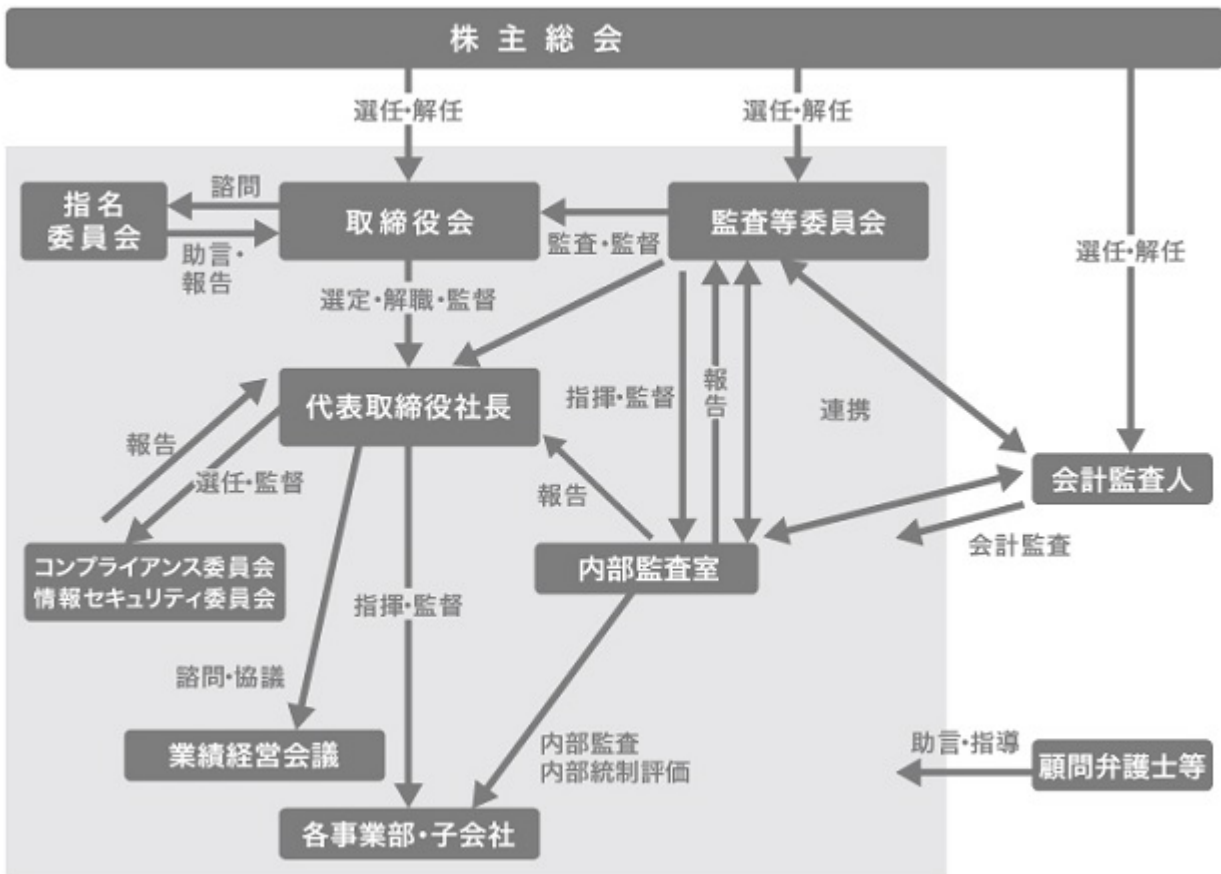 株主総会
選任・解任
選任・解任
選任・解任
指名
委員会
諮問
助言・
報告
取締役会
監査・監督
監査等委員会
選定・解職・監督
代表取締役社長
指揮・監督
報告
連携
会計監査人
会計監査
報告
選任・監督
報告
内部監査室
コンプライアンス委員会
情報セキュリティ委員会
指揮・監督
諮問・協議
業績経営会議
内部監査
内部統制評価
助言・指導
顧問弁護士等
各事業部・子会社